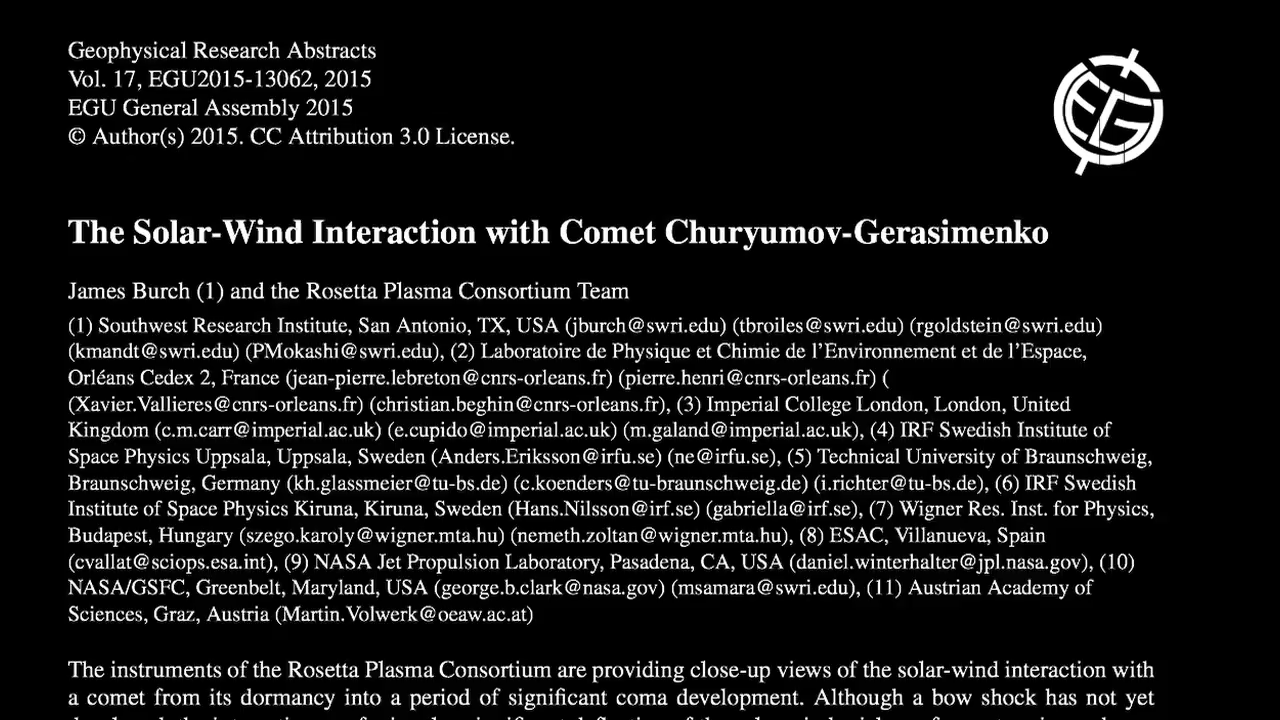 Geophysical Research Abstracts
Vol. 17, EGU2015-13062, 2015
EGU General Assembly 2015
© Author(s) 2015. CC Attribution 3.0 License.
EG
The Solar-Wind Interaction with Comet Churyumov-Gerasimenko
James Burch (1) and the Rosetta Plasma Consortium Team
(1) Southwest Research Institute, San Antonio, TX, USA (jburch@swri.edu) (tbroiles@swri.edu) (rgoldstein@swri.edu)
(kmandt@swri.edu) (PMokashi@swri.edu), (2) Laboratoire de Physique et Chimie de l’Environnement et de l’Espace,
Orléans Cedex 2, France (jean-pierre.lebreton@cnrs-orleans.fr) (pierre.henri@cnrs-orleans.fr) (
(Xavier.Vallieres@cnrs-orleans.fr) (christian.beghin@cnrs-orleans.fr), (3) Imperial College London, London, United
Kingdom (c.m.carr@imperial.ac.uk) (e.cupido@imperial.ac.uk) (m.galand@imperial.ac.uk), (4) IRF Swedish Institute of
Space Physics Uppsala, Uppsala, Sweden (Anders.Eriksson@irfu.se) (ne@irfu.se), (5) Technical University of Braunschweig,
Braunschweig, Germany (kh.glassmeier@tu-bs.de) (c.koenders@tu-braunschweig.de) (i.richter@tu-bs.de), (6) IRF Swedish
Institute of Space Physics Kiruna, Kiruna, Sweden (Hans.Nilsson@irf.se) (gabriella@irf.se), (7) Wigner Res. Inst. for Physics,
Budapest, Hungary (szego.karoly@wigner.mta.hu) (nemeth.zoltan@wigner.mta.hu), (8) ESAC, Villanueva, Spain
(cvallat@sciops.esa.int), (9) NASA Jet Propulsion Laboratory, Pasadena, CA, USA (daniel.winterhalter@jpl.nasa.gov), (10)
NASA/GSFC, Greenbelt, Maryland, USA (george.b.clark@nasa.gov) (msamara@swri.edu), (11) Austrian Academy of
Sciences, Graz, Austria (Martin.Volwerk@oeaw.ac.at)
The instruments of the Rosetta Plasma Consortium are providing close-up views of the solar-wind interaction with
a comet from its dormancy into a period of significant coma development. Although a bow shock has not yet